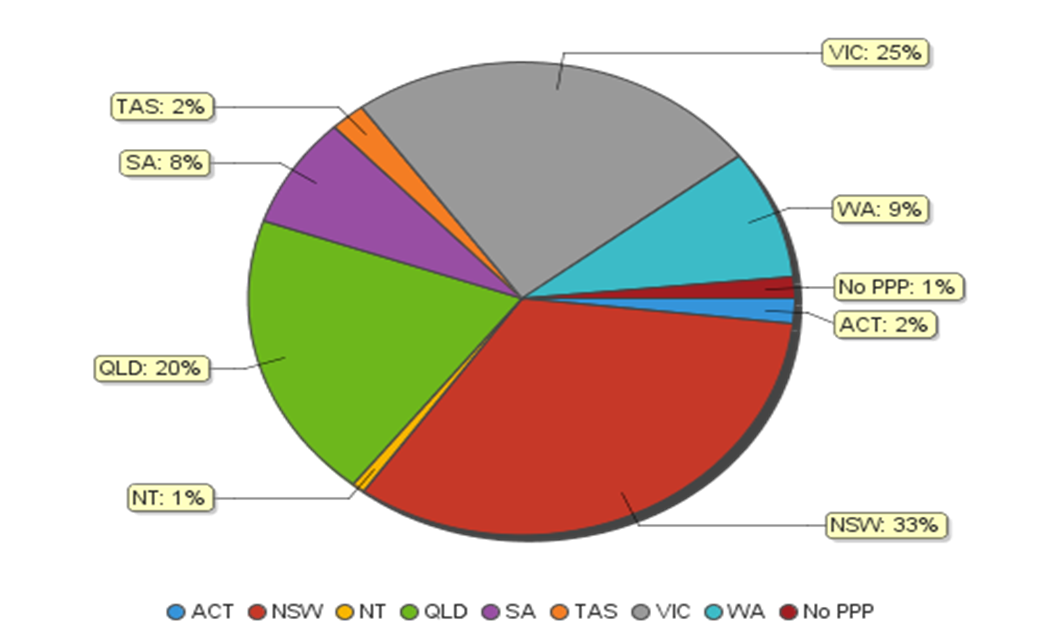 VIC: 25%
TAS: 2%
SA: 8%
WA: 9%
No PPP: 1%
ACT: 2%
QLD: 20%
NT: 1%
NSW: 33%
ACT NSW NT QLD SA TAS VIC WA No PPP